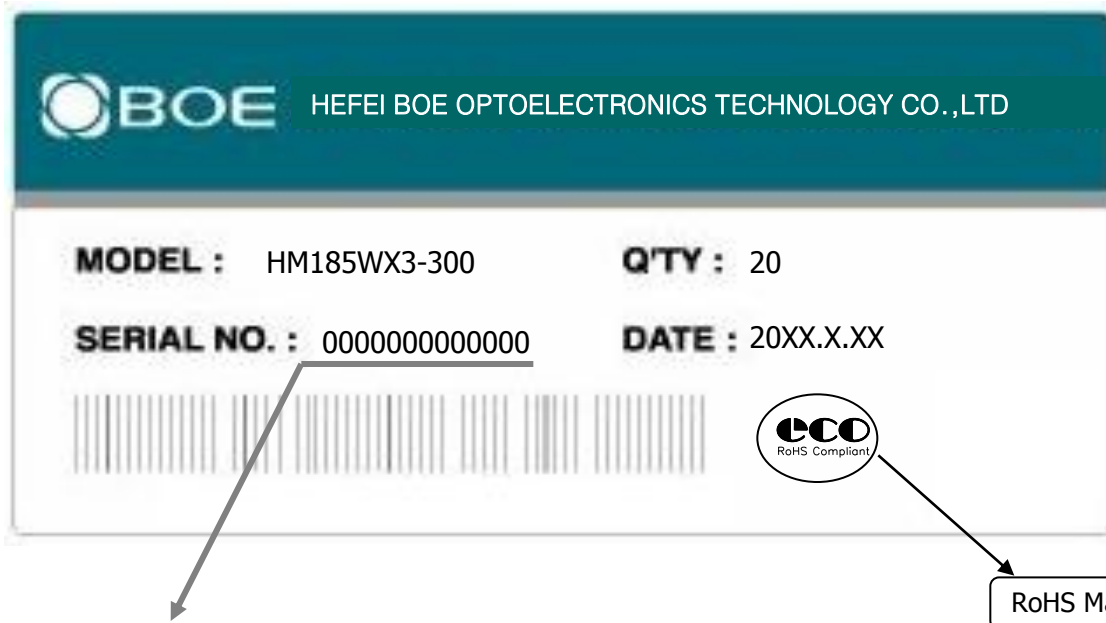 BOE HEFEI BOE OPTOELECTRONICS TECHNOLOGY CO.,LTD
MODEL : HM185WX3-300 Q'TY : 20
SERIAL NO. : 0000000000000 DATE : 20XX.X.XX
eco
RoHS Compliant
RoHS